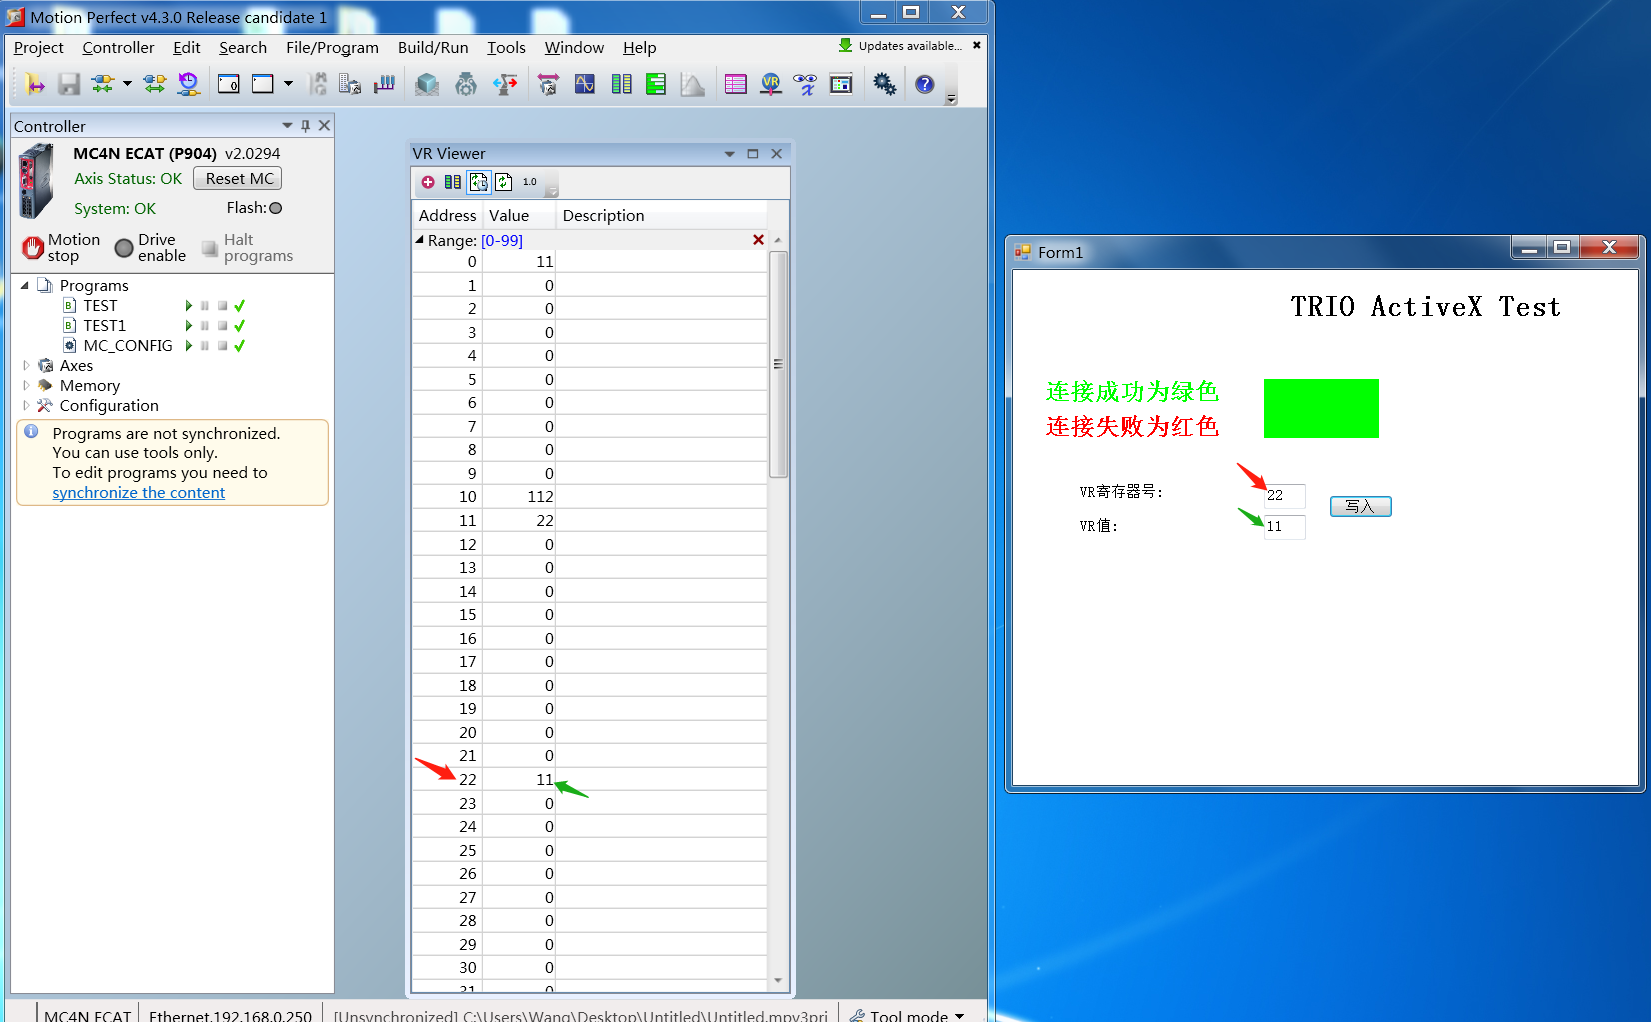 Motion Perfect v4.3.0 Release candidate 1
Project Controller Edit Search File/Program Build/Run Tools Window Help
Updates available...
Controller
MC4N ECAT (P904) v2.0294
Axis Status: OK Reset MC
System: OK Flash:
Motion stop
Drive enable
Halt programs
Programs
TEST
TEST1
MC_CONFIG
Axes
Memory
Configuration
Programs are not synchronized.
You can use tools only.
To edit programs you need to
synchronize the content
VR Viewer
1.0
Address Value Description
Range: [0-99]
0 11
1 0
2 0
3 0
4 0
5 0
6 0
7 0
8 0
9 0
10 112
11 22
12 0
13 0
14 0
15 0
16 0
17 0
18 0
19 0
20 0
21 0
22 11
23 0
24 0
25 0
26 0
27 0
28 0
29 0
30 0
31 0
MC4N ECAT Ethernet.192.168.0.250 [Unsynchronized] C:\Users\Wang\Desktop\Untitled\Untitled.mpv3prj Tool mode
Form1
TRIO ActiveX Test
连接成功为绿色
连接失败为红色
VR寄存器号: 22
写入
VR值: 11